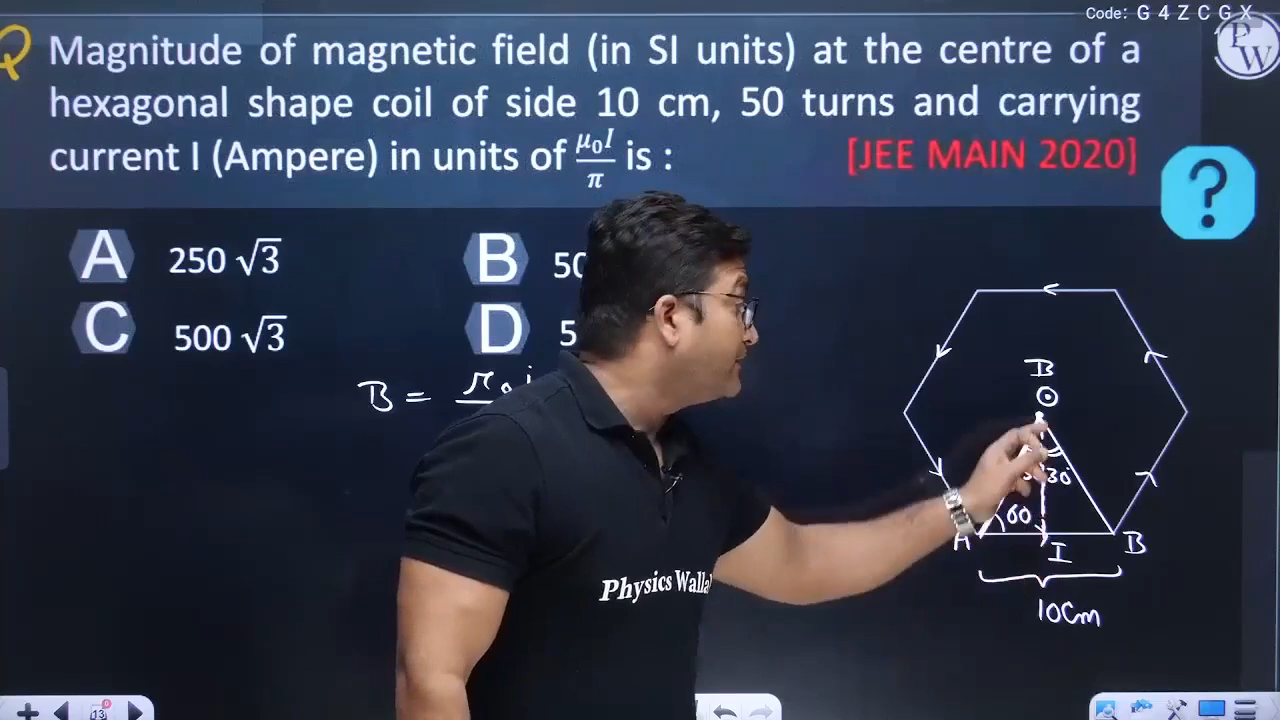 Code: G 4 Z C G X
Q
Magnitude of magnetic field (in SI units) at the centre of a
hexagonal shape coil of side 10 cm, 50 turns and carrying
current I (Ampere) in units of μ₀I/π is :
[JEE MAIN 2020]
P
W
?
A 250 √3
B
C 500 √3
D 5
B =
B
30°
60
A
I
B
10Cm
Physics
13